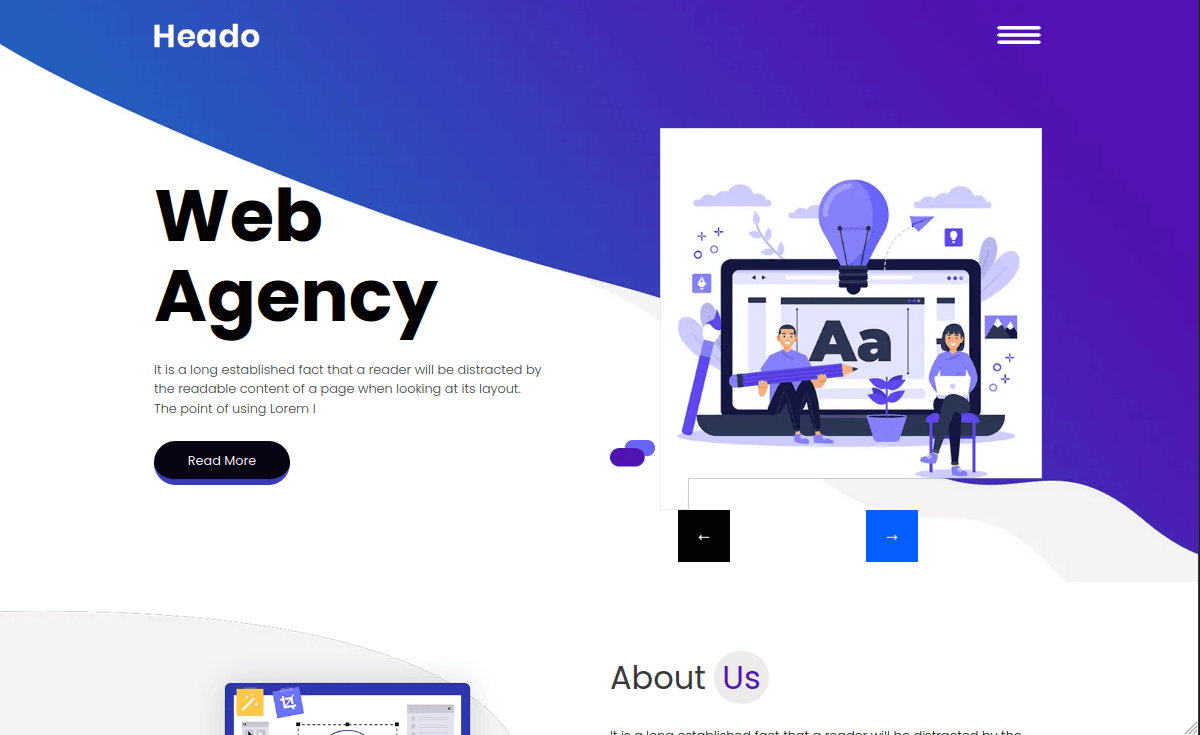 Heado
Web
Agency
It is a long established fact that a reader will be distracted by
the readable content of a page when looking at its layout.
The point of using Lorem I
Read More
Aa
←
→
About Us
It is a long established fact that a reader will be distracted by the